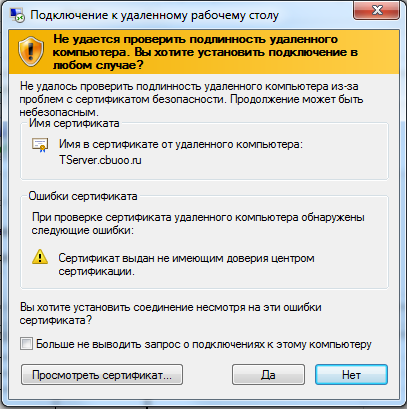 Подключение к удаленному рабочему столу
Не удается проверить подлинность удаленного
компьютера. Вы хотите установить подключение в
любом случае?
Не удалось проверить подлинность удаленного компьютера из-за
проблем с сертификатом безопасности. Продолжение может быть
небезопасным.
Имя сертификата
Имя в сертификате от удаленного компьютера:
TServer.cbuoo.ru
Ошибки сертификата
При проверке сертификата удаленного компьютера обнаружены
следующие ошибки:
Сертификат выдан не имеющим доверия центром
сертификации.
Вы хотите установить соединение несмотря на эти ошибки
сертификата?
Больше не выводить запрос о подключениях к этому компьютеру
Просмотреть сертификат...
Да
Нет